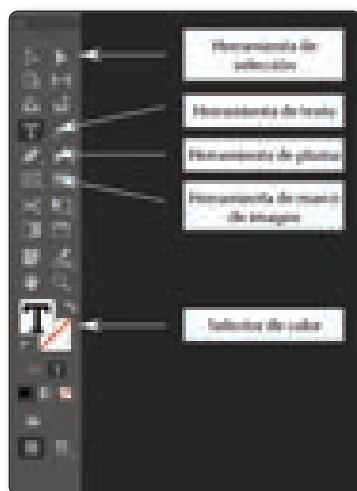 Herramienta de
selección
Herramienta de texto
Herramienta de pluma
Herramienta de marco
de imagen
Selector de color
T
T